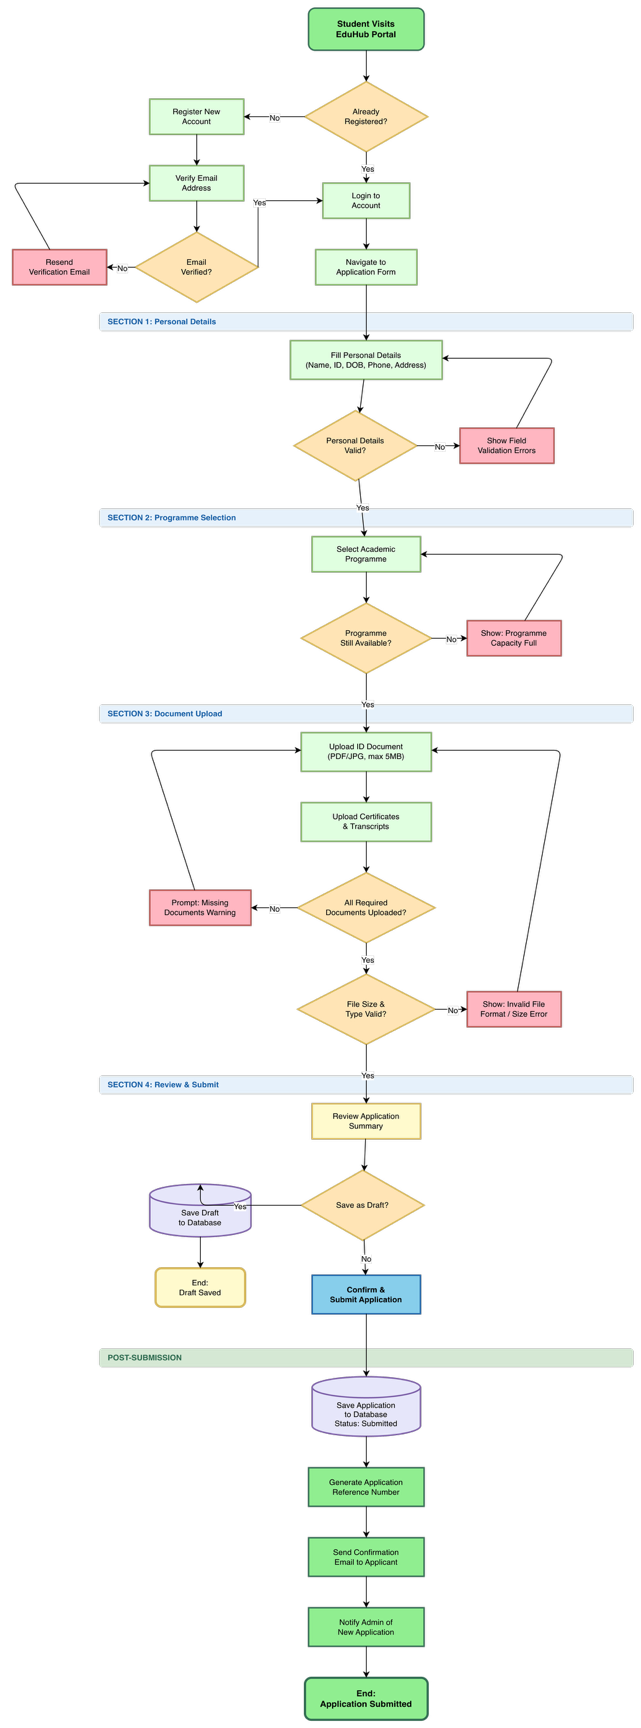 Student Visits
EduHub Portal
Already
Registered?
No
Register New
Account
Yes
Verify Email
Address
Login to
Account
Yes
Email
Verified?
No
Resend
Verification Email
Navigate to
Application Form
SECTION 1: Personal Details
Fill Personal Details
(Name, ID, DOB, Phone, Address)
Personal Details
Valid?
No
Show Field
Validation Errors
Yes
SECTION 2: Programme Selection
Select Academic
Programme
Programme
Still Available?
No
Show: Programme
Capacity Full
Yes
SECTION 3: Document Upload
Upload ID Document
(PDF/JPG, max 5MB)
Upload Certificates
& Transcripts
All Required
Documents Uploaded?
No
Prompt: Missing
Documents Warning
Yes
File Size &
Type Valid?
No
Show: Invalid File
Format / Size Error
Yes
SECTION 4: Review & Submit
Review Application
Summary
Save as Draft?
Yes
Save Draft
to Database
No
End:
Draft Saved
Confirm &
Submit Application
POST-SUBMISSION
Save Application
to Database
Status: Submitted
Generate Application
Reference Number
Send Confirmation
Email to Applicant
Notify Admin of
New Application
End:
Application Submitted